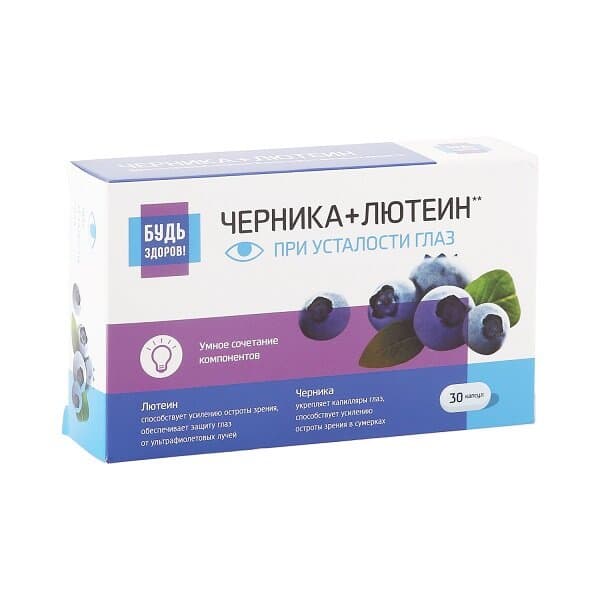 ЧЕРНИКА+ЛЮТЕИН
БУДЬ
ЗДОРОВ!
ЧЕРНИКА+ЛЮТЕИН**
ПРИ УСТАЛОСТИ ГЛАЗ
Умное сочетание
компонентов
Лютеин
способствует усилению остроты зрения,
обеспечивает защиту глаз
от ультрафиолетовых лучей
Черника
укрепляет капилляры глаз,
способствует усилению
остроты зрения в сумерках
30 капсул